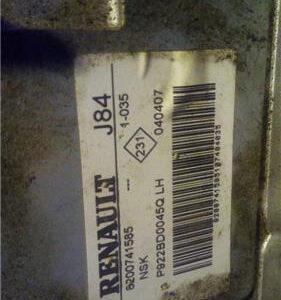 RENAULT J84
8200741585 --- 1-035
NSK 231 040407
P922BD0045Q LH